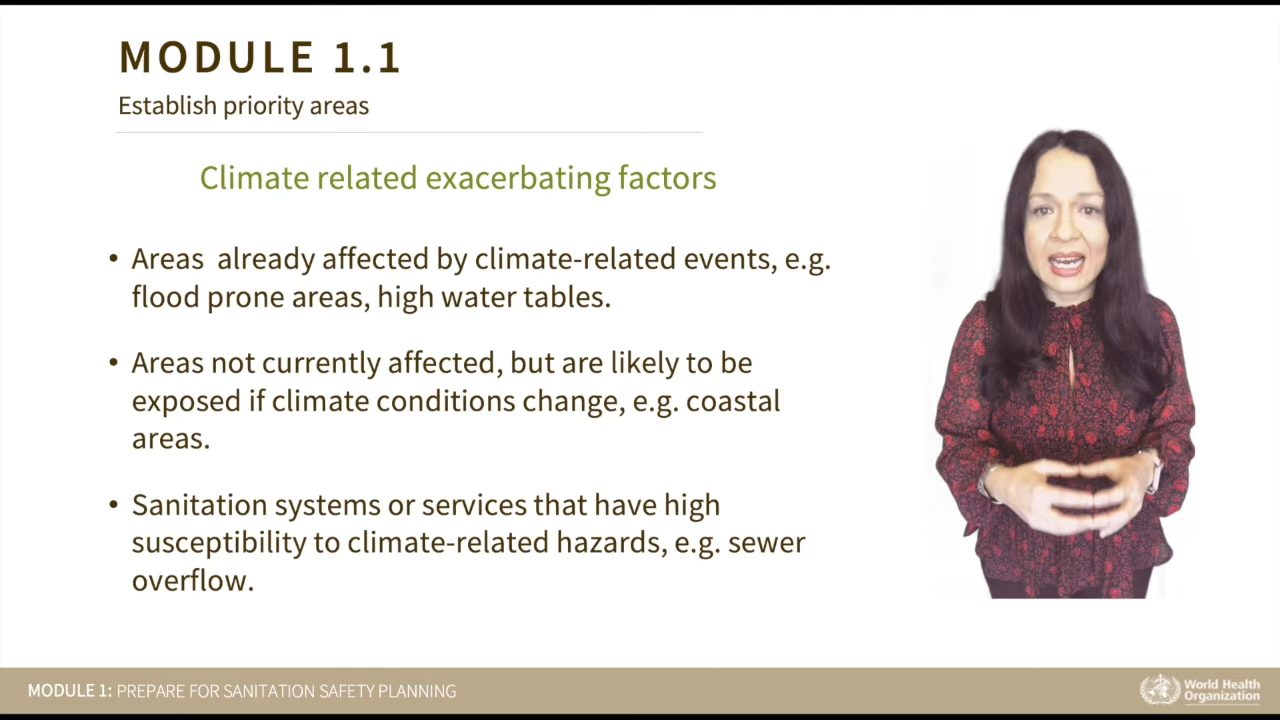 MODULE 1.1
Establish priority areas
Climate related exacerbating factors
• Areas  already affected by climate-related events, e.g.
flood prone areas, high water tables.
• Areas not currently affected, but are likely to be
exposed if climate conditions change, e.g. coastal
areas.
• Sanitation systems or services that have high
susceptibility to climate-related hazards, e.g. sewer
overflow.
MODULE 1: PREPARE FOR SANITATION SAFETY PLANNING
World Health
Organization